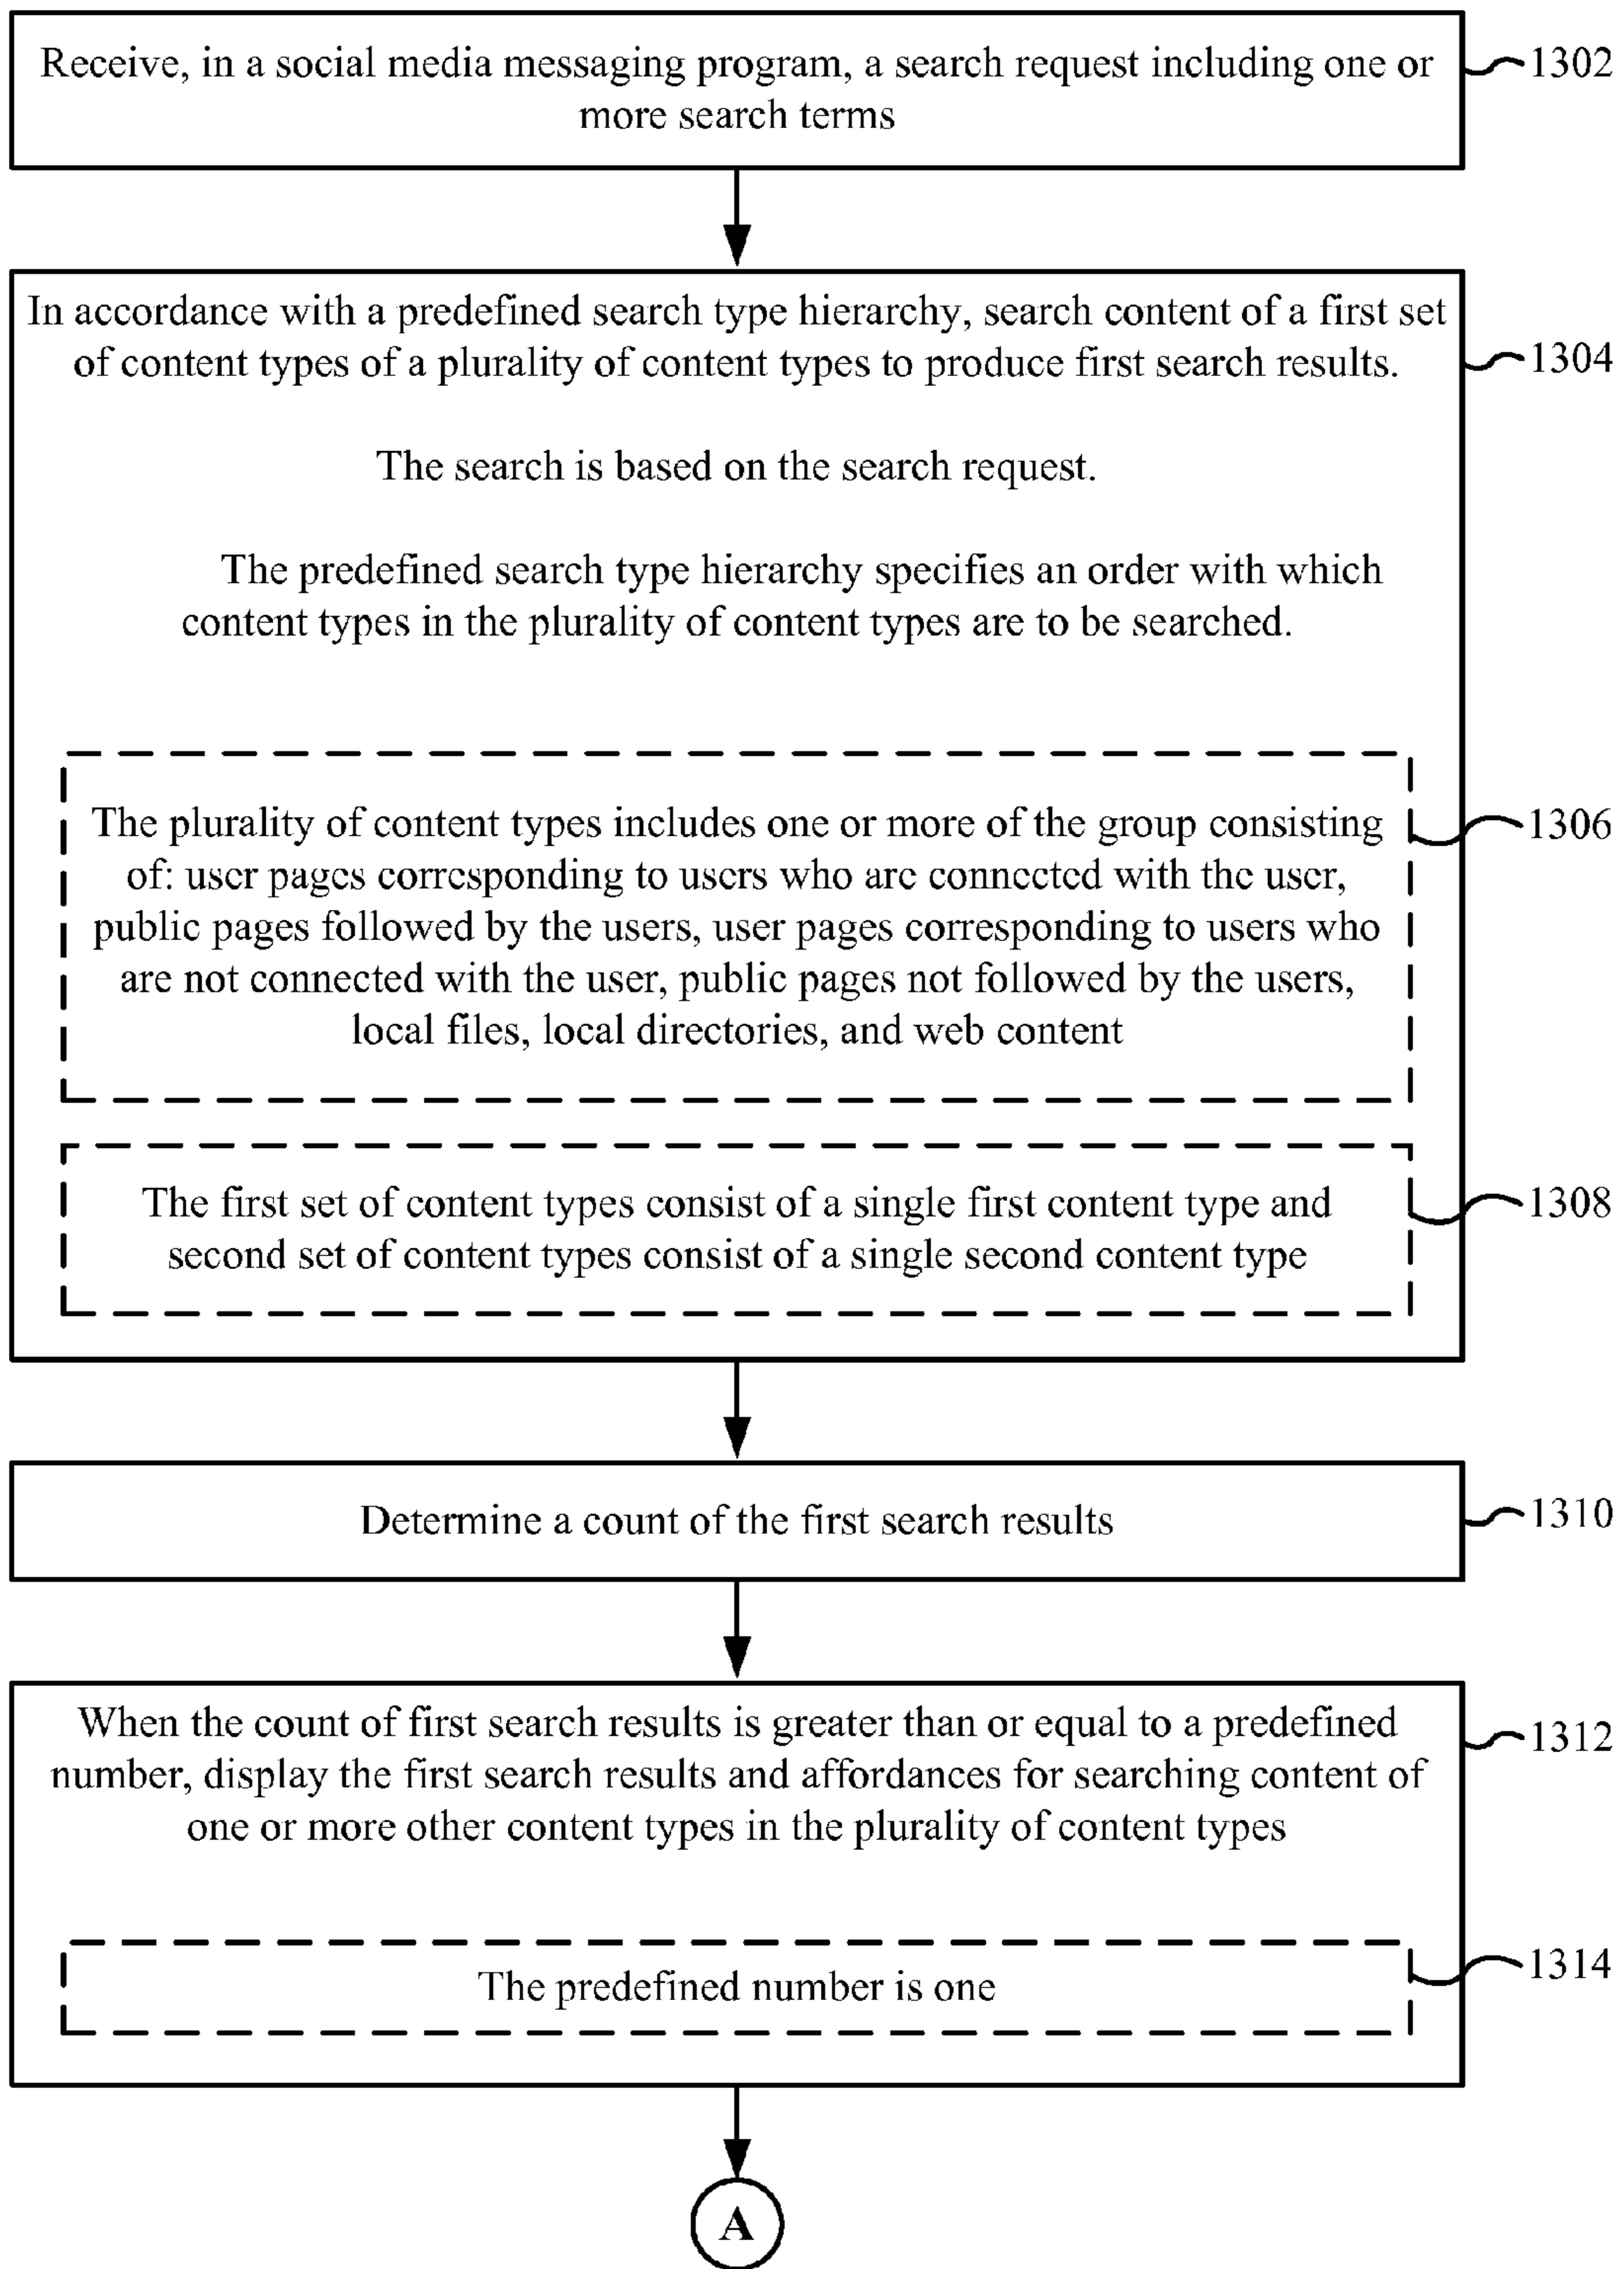 Receive, in a social media messaging program, a search request including one or
more search terms
1302
In accordance with a predefined search type hierarchy, search content of a first set
of content types of a plurality of content types to produce first search results.
1304
The search is based on the search request.
The predefined search type hierarchy specifies an order with which
content types in the plurality of content types are to be searched.
The plurality of content types includes one or more of the group consisting
1306
of: user pages corresponding to users who are connected with the user,
public pages followed by the users, user pages corresponding to users who
are not connected with the user, public pages not followed by the users,
local files, local directories, and web content
The first set of content types consist of a single first content type and
1308
second set of content types consist of a single second content type
Determine a count of the first search results
1310
When the count of first search results is greater than or equal to a predefined
1312
number, display the first search results and affordances for searching content of
one or more other content types in the plurality of content types
The predefined number is one
1314
A